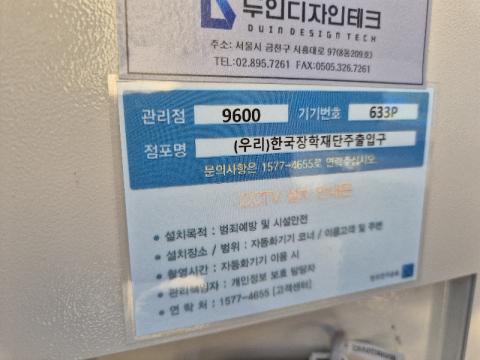 두인디자인테크
DUIN DESIGN TECH
주소: 서울시 금천구 시흥대로 97(8동209호)
TEL:02.895.7261 FAX:0505.326.7261
관리점 9600 기기번호 633P
점포명 (우리)한국장학재단주출입구
문의사항은 1577-4655로 연락주십시오.
CCTV 설치 안내문
• 설치목적 : 범죄예방 및 시설안전
• 설치장소 / 범위 : 자동화기기 코너 / 이용고객 및 주변
• 촬영시간 : 자동화기기 이용 시
• 관리책임자 : 개인정보 보호 담당자
• 연 락 처 : 1577-4655 [고객센터]